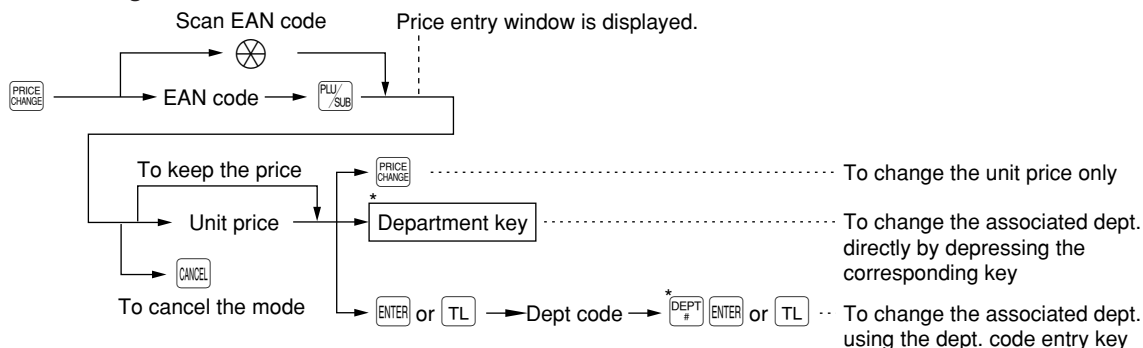 Scan EAN code
Price entry window is displayed.
PRICE CHANGE
EAN code
PLU/SUB
To keep the price
PRICE CHANGE
To change the unit price only
*
Unit price
Department key
To change the associated dept.
directly by depressing the
corresponding key
CANCEL
To cancel the mode
ENTER or TL
Dept code
*
DEPT # ENTER or TL
To change the associated dept.
using the dept. code entry key